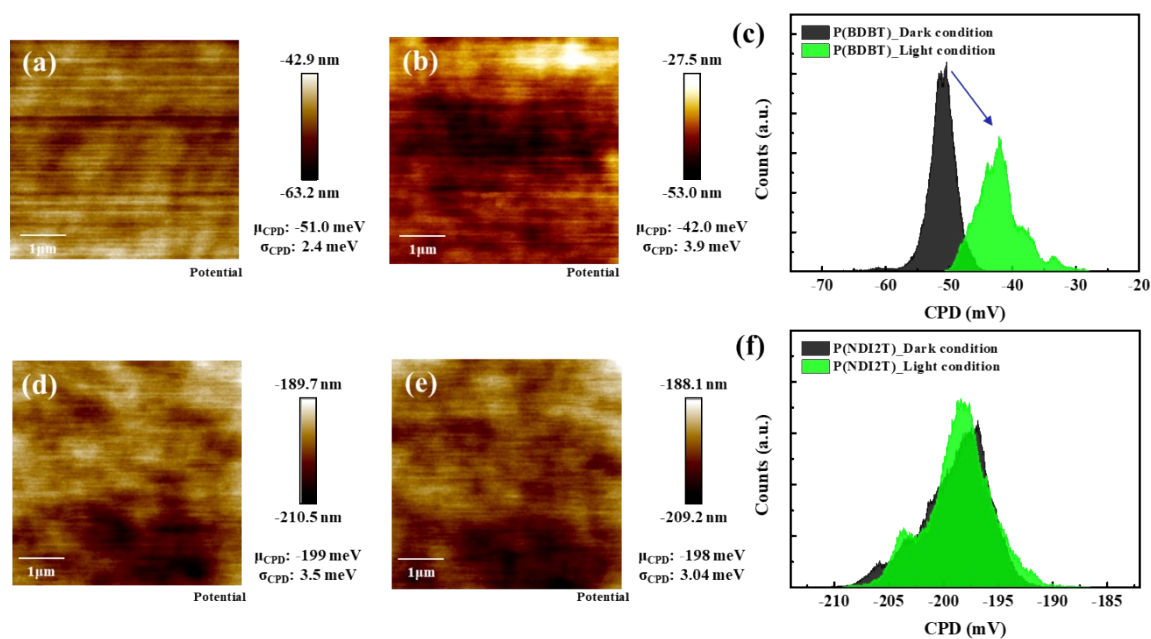 (a)
-42.9 nm
-63.2 nm
μCPD: -51.0 meV
σCPD: 2.4 meV
1μm
Potential
(b)
-27.5 nm
-53.0 nm
μCPD: -42.0 meV
σCPD: 3.9 meV
1μm
Potential
(c)
P(BDBT)_Dark condition
P(BDBT)_Light condition
Counts (a.u.)
-70 -60 -50 -40 -30 -20
CPD (mV)
(d)
-189.7 nm
-210.5 nm
μCPD: -199 meV
σCPD: 3.5 meV
1μm
Potential
(e)
-188.1 nm
-209.2 nm
μCPD: -198 meV
σCPD: 3.04 meV
1μm
Potential
(f)
P(NDI2T)_Dark condition
P(NDI2T)_Light condition
Counts (a.u.)
-210 -205 -200 -195 -190 -185
CPD (mV)